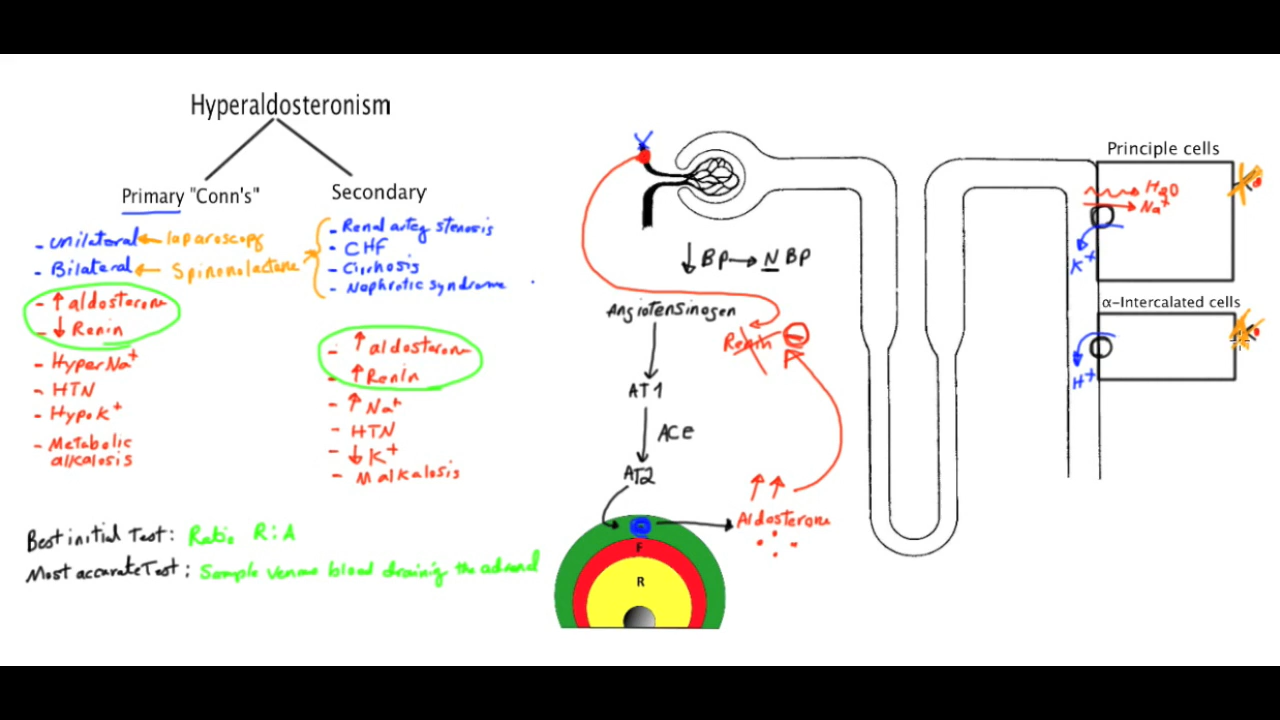 Hyperaldosteronism
Primary "Conn's"
- Unilateral ← laparoscopy
- Bilateral ← Spironolactone
- ↑ aldosterone
- ↓ Renin
- HyperNa+
- HTN
- HypoK+
- Metabolic
alkalosis
Secondary
- Renal artey stenosis
- CHF
- Cirrhosis
- Nephrotic syndrome
- ↑ aldosterone
- ↑ Renin
- ↑ Na+
- HTN
- ↓ K+
- M alkalosis
Best initial Test: Ratio R:A
Most accurate Test: Sample venous blood draining the adrenal
↓ BP → N BP
Angiotensinogen
Renin
AT1
ACE
AT2
↑↑
Aldosterone
G
F
R
Principle cells
H2O
Na+
K+
α-Intercalated cells
H+